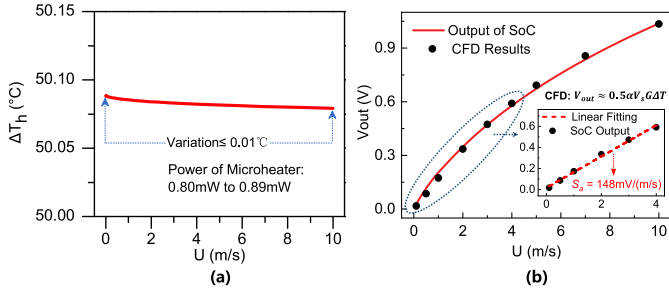 (a)
50.15
50.10
50.05
50.00
ΔTh (°C)
Variation≤ 0.01℃
Power of Microheater:
0.80mW to 0.89mW
0 2 4 6 8 10
U (m/s)
(a)
(b)
Output of SoC
CFD Results
0.9
0.6
0.3
0.0
Vout (V)
CFD: Vout ≈ 0.5αVsGΔT
Linear Fitting
SoC Output
0.6
0.4
0.2
0.0
Sa = 148mV/(m/s)
0 2 4
0 2 4 6 8 10
U (m/s)
(b)